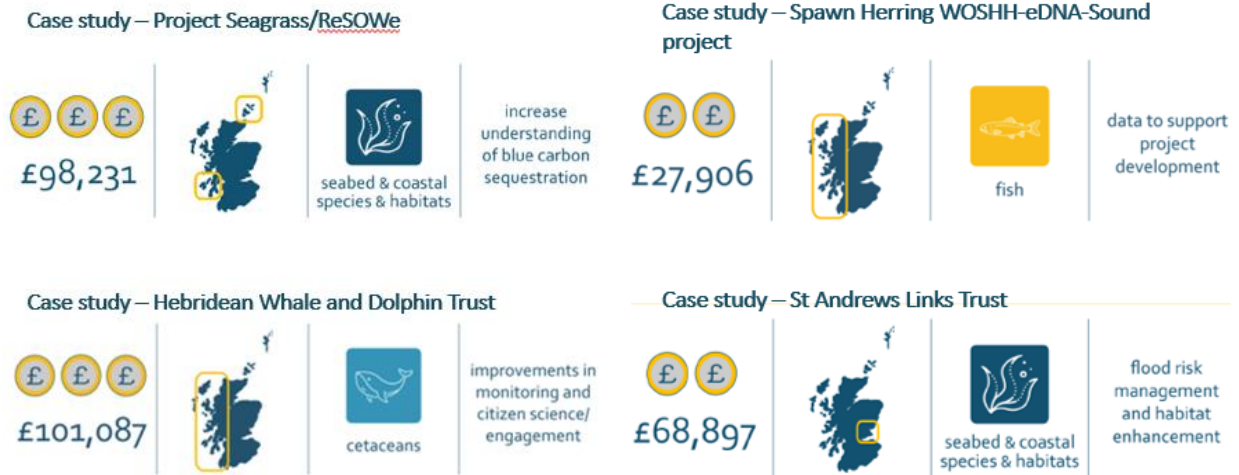 Case study – Project Seagrass/ReSOWe
£ £ £
£98,231
seabed & coastal
species & habitats
increase
understanding
of blue carbon
sequestration
Case study – Spawn Herring WOSHH-eDNA-Sound
project
£ £
£27,906
fish
data to support
project
development
Case study – Hebridean Whale and Dolphin Trust
£ £ £
£101,087
cetaceans
improvements in
monitoring and
citizen science/
engagement
Case study – St Andrews Links Trust
£ £
£68,897
seabed & coastal
species & habitats
flood risk
management
and habitat
enhancement